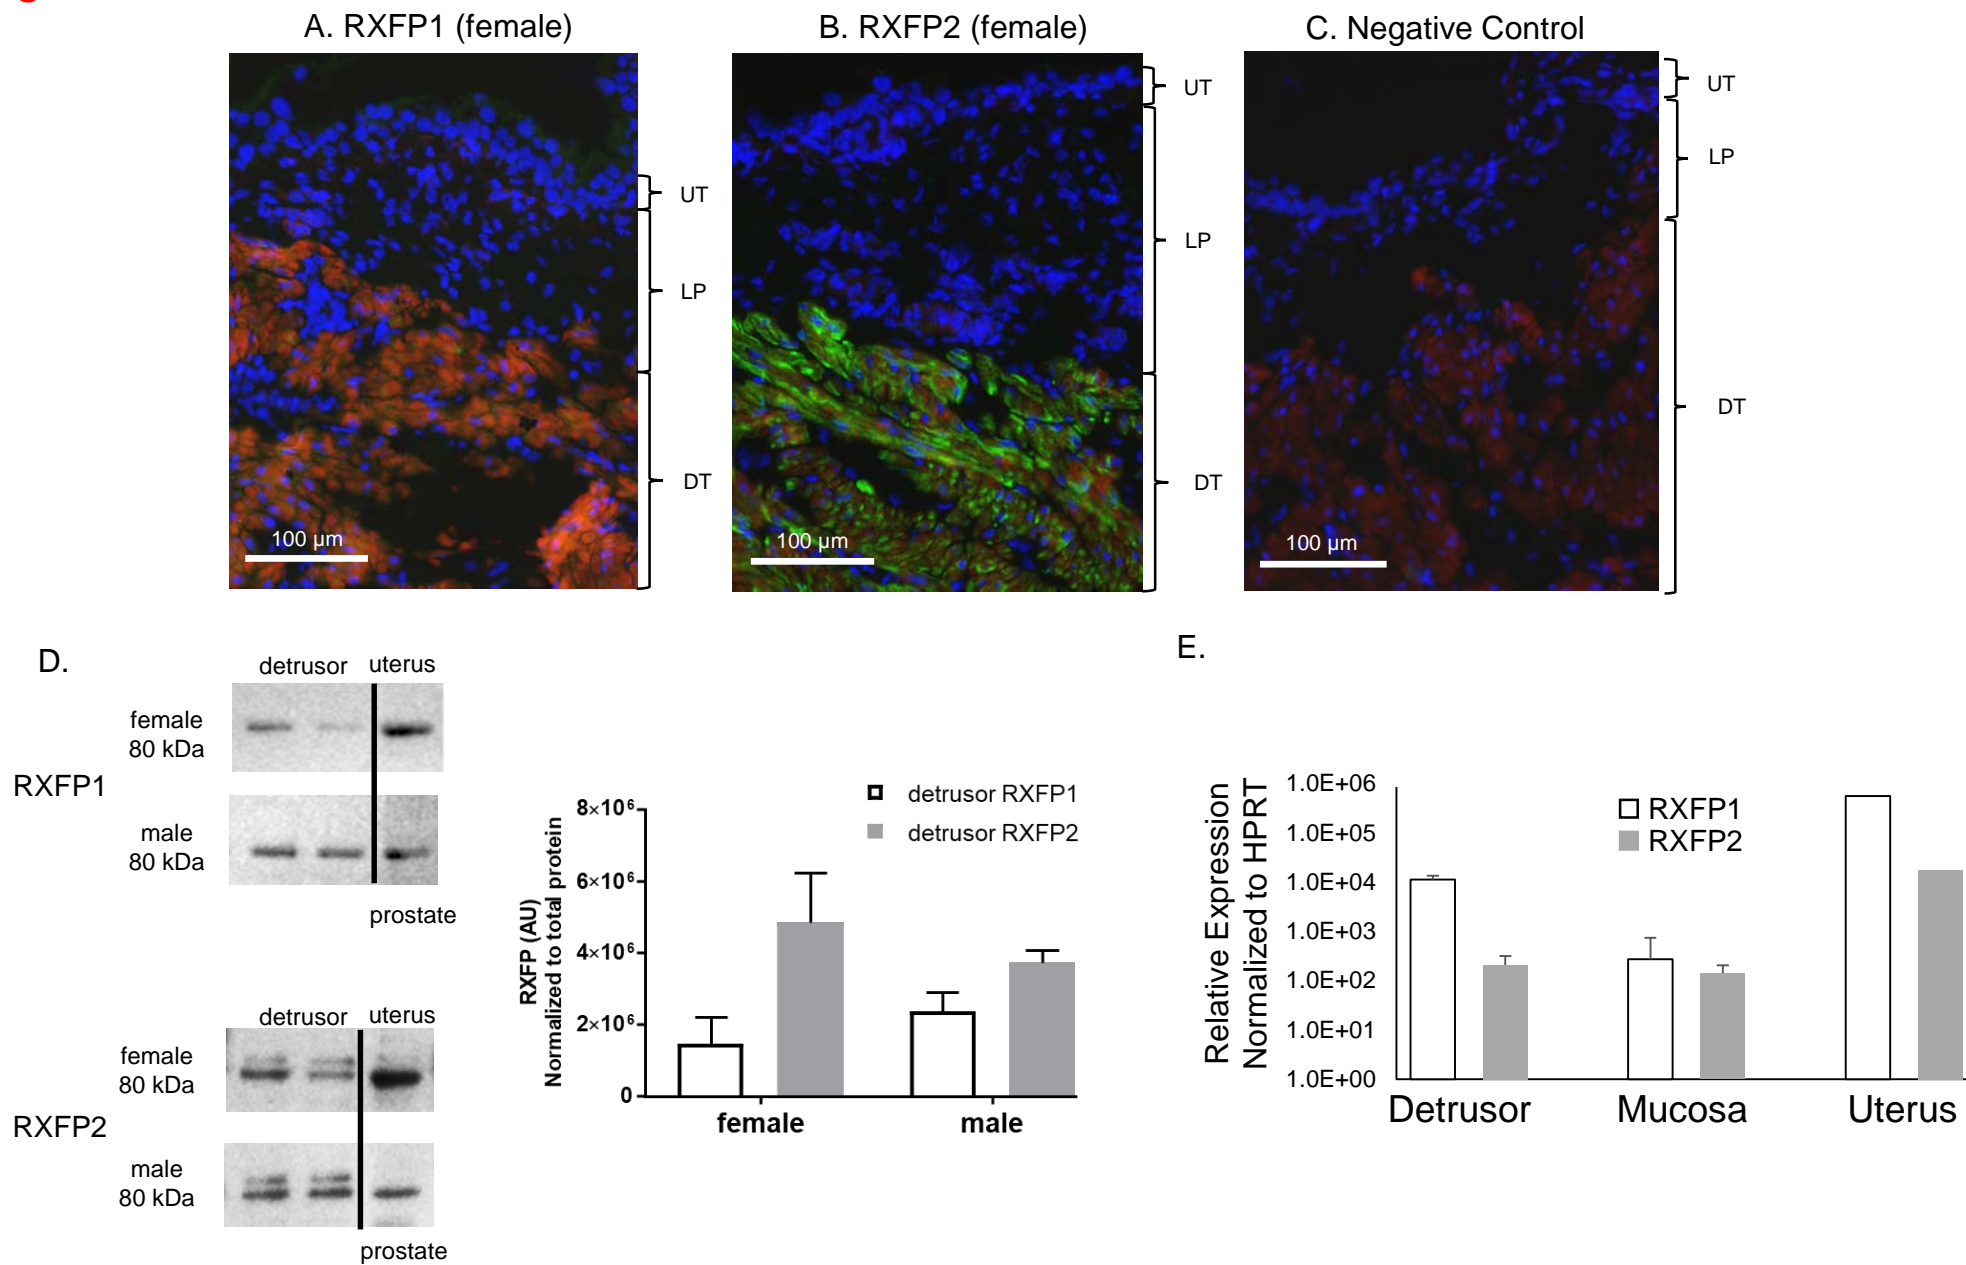 A. RXFP1 (female)
B. RXFP2 (female)
C. Negative Control
UT
LP
DT
100 µm
UT
LP
DT
100 µm
UT
LP
DT
100 µm
D.
detrusor uterus
female
80 kDa
RXFP1
male
80 kDa
prostate
detrusor uterus
female
80 kDa
RXFP2
male
80 kDa
prostate
detrusor RXFP1
detrusor RXFP2
RXFP (AU)
Normalized to total protein
8×10⁶
6×10⁶
4×10⁶
2×10⁶
0
female male
E.
Relative Expression
Normalized to HPRT
1.0E+06
1.0E+05
1.0E+04
1.0E+03
1.0E+02
1.0E+01
1.0E+00
RXFP1
RXFP2
Detrusor Mucosa Uterus